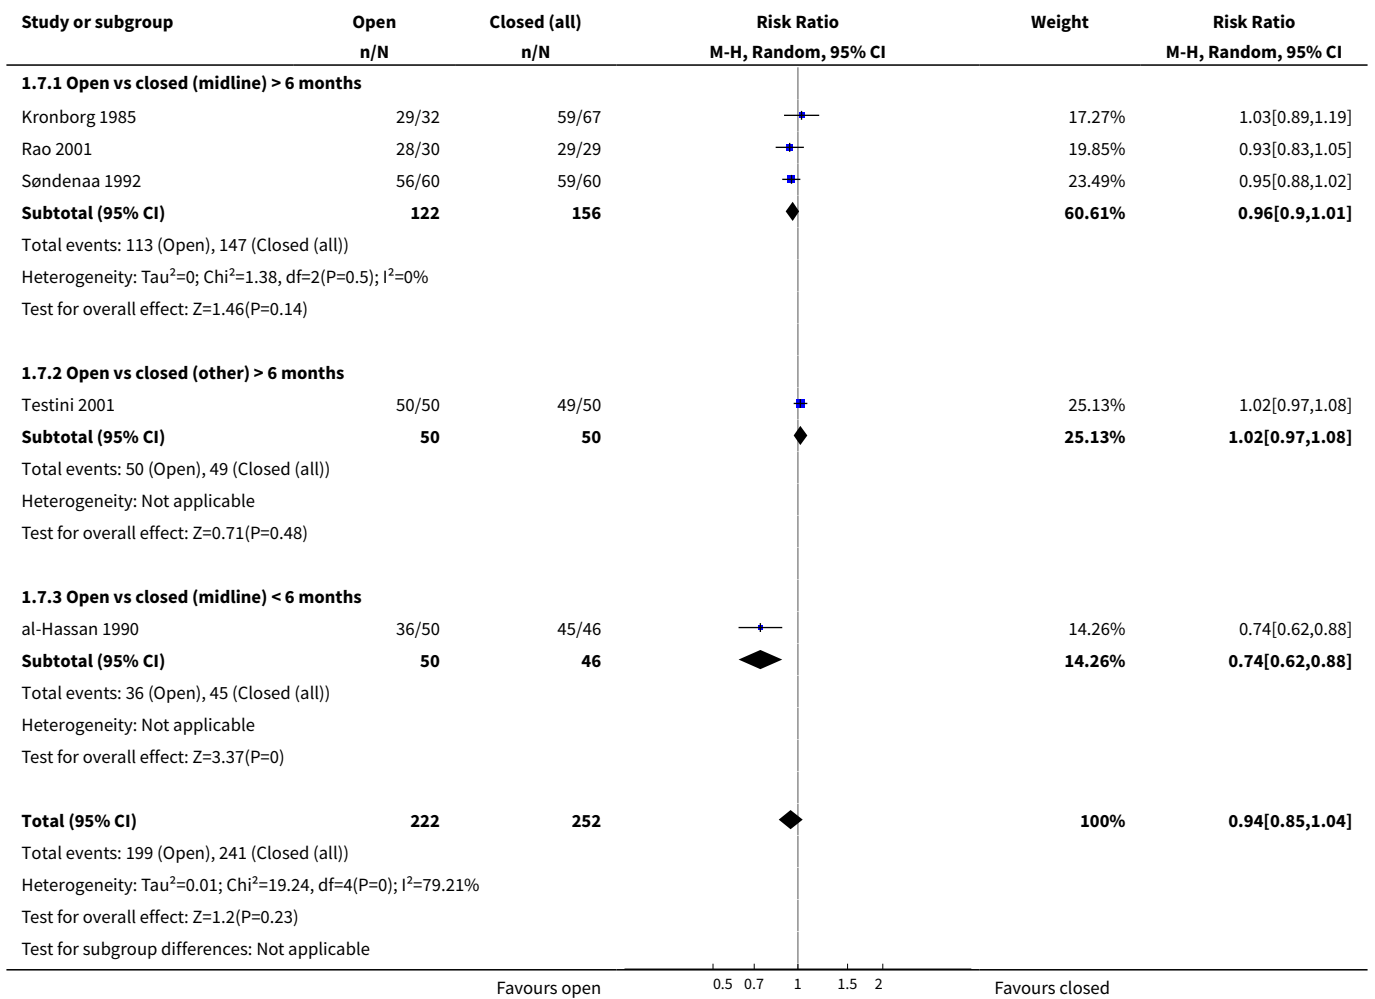 Study or subgroup Open Closed (all) Risk Ratio Weight Risk Ratio
n/N n/N M-H, Random, 95% CI M-H, Random, 95% CI
1.7.1 Open vs closed (midline) > 6 months
Kronborg 1985 29/32 59/67 17.27% 1.03[0.89,1.19]
Rao 2001 28/30 29/29 19.85% 0.93[0.83,1.05]
Søndenaa 1992 56/60 59/60 23.49% 0.95[0.88,1.02]
Subtotal (95% CI) 122 156 60.61% 0.96[0.9,1.01]
Total events: 113 (Open), 147 (Closed (all))
Heterogeneity: Tau²=0; Chi²=1.38, df=2(P=0.5); I²=0%
Test for overall effect: Z=1.46(P=0.14)
1.7.2 Open vs closed (other) > 6 months
Testini 2001 50/50 49/50 25.13% 1.02[0.97,1.08]
Subtotal (95% CI) 50 50 25.13% 1.02[0.97,1.08]
Total events: 50 (Open), 49 (Closed (all))
Heterogeneity: Not applicable
Test for overall effect: Z=0.71(P=0.48)
1.7.3 Open vs closed (midline) < 6 months
al-Hassan 1990 36/50 45/46 14.26% 0.74[0.62,0.88]
Subtotal (95% CI) 50 46 14.26% 0.74[0.62,0.88]
Total events: 36 (Open), 45 (Closed (all))
Heterogeneity: Not applicable
Test for overall effect: Z=3.37(P=0)
Total (95% CI) 222 252 100% 0.94[0.85,1.04]
Total events: 199 (Open), 241 (Closed (all))
Heterogeneity: Tau²=0.01; Chi²=19.24, df=4(P=0); I²=79.21%
Test for overall effect: Z=1.2(P=0.23)
Test for subgroup differences: Not applicable
Favours open 0.5 0.7 1 1.5 2 Favours closed